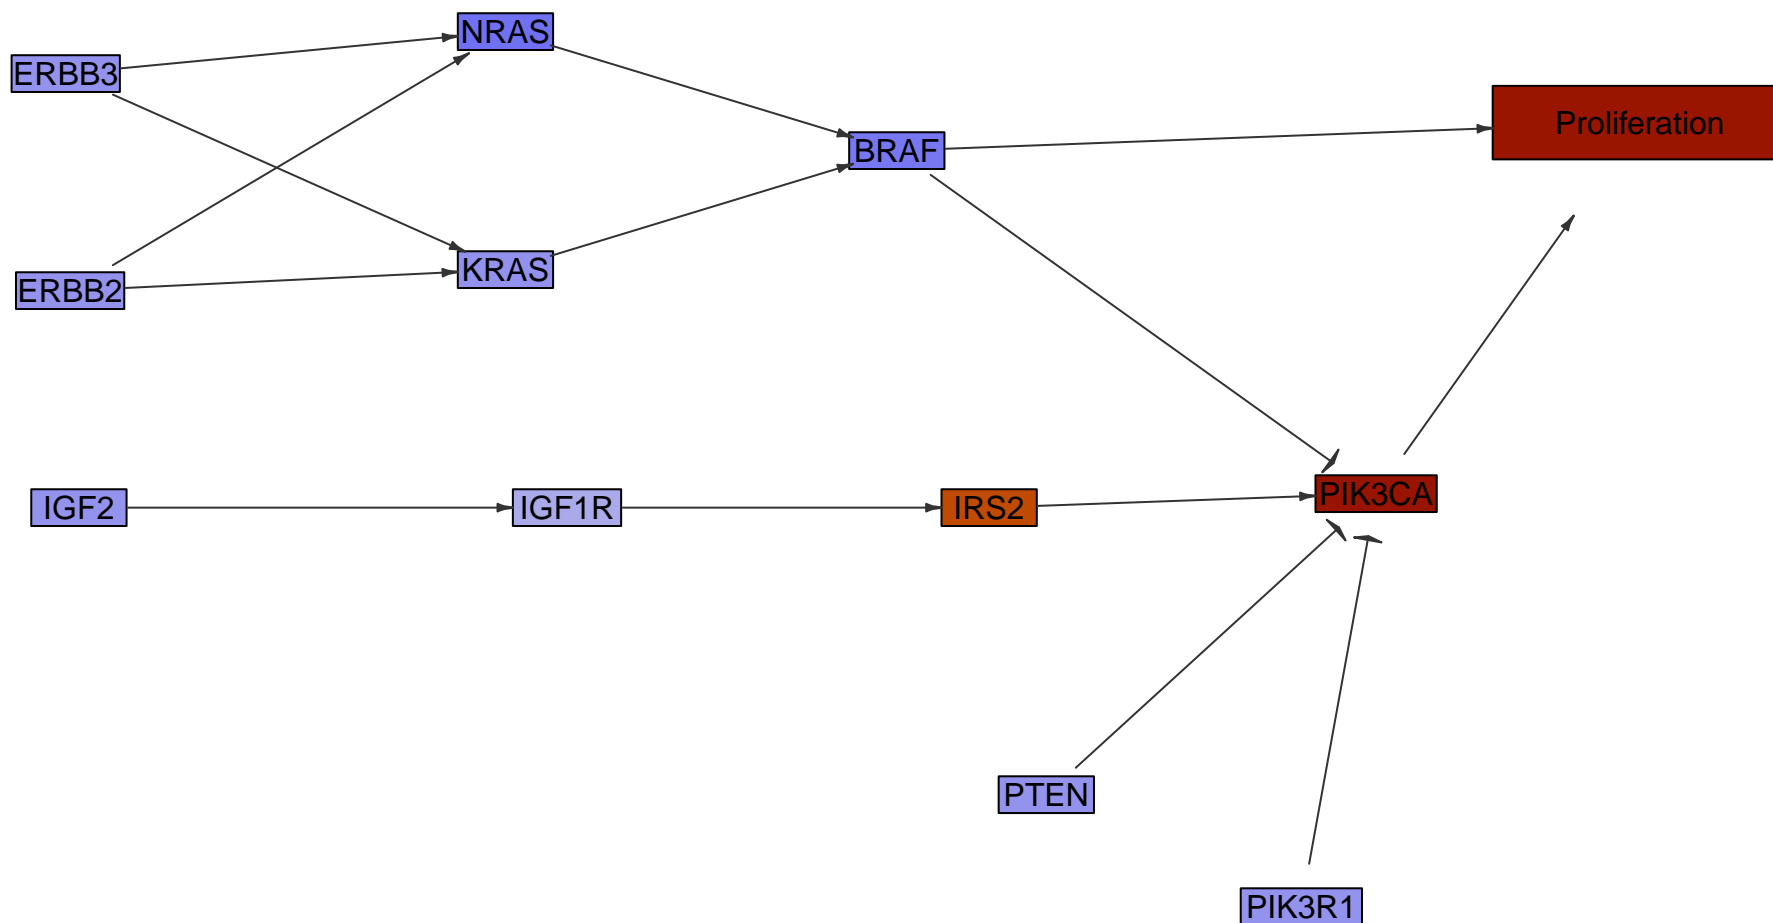 NRAS
ERBB3
Proliferation
BRAF
KRAS
ERBB2
IGF2
IGF1R
IRS2
PIK3CA
PTEN
PIK3R1